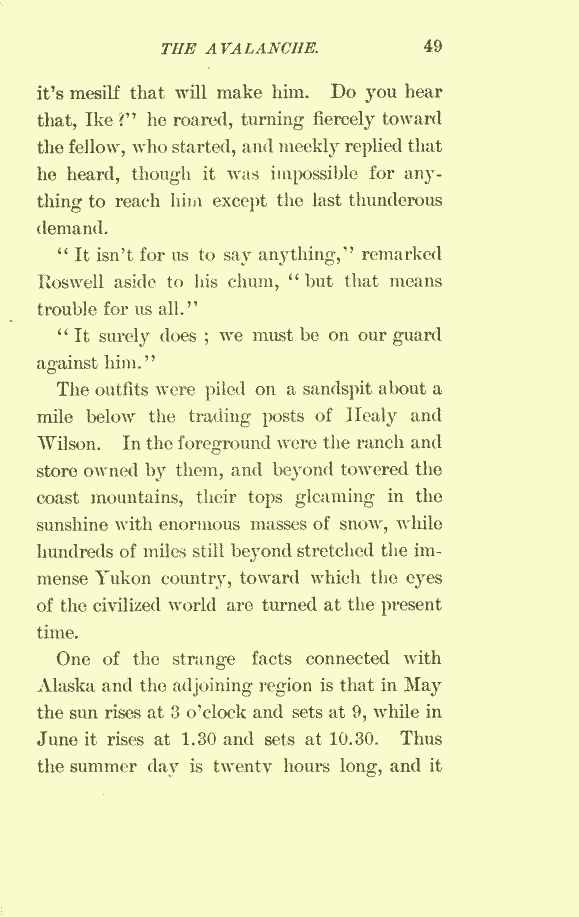 THE AVALANCHE. 49
it's mesilf that will make him. Do you hear
that, Ike?" he roared, turning fiercely toward
the fellow, who started, and meekly replied that
he heard, though it was impossible for any-
thing to reach him except the last thunderous
demand.
"It isn't for us to say anything," remarked
Roswell aside to his chum, "but that means
trouble for us all."
"It surely does; we must be on our guard
against him."
The outfits were piled on a sandspit about a
mile below the trading posts of Healy and
Wilson. In the foreground were the ranch and
store owned by them, and beyond towered the
coast mountains, their tops gleaming in the
sunshine with enormous masses of snow, while
hundreds of miles still beyond stretched the im-
mense Yukon country, toward which the eyes
of the civilized world are turned at the present
time.
One of the strange facts connected with
Alaska and the adjoining region is that in May
the sun rises at 3 o'clock and sets at 9, while in
June it rises at 1.30 and sets at 10.30. Thus
the summer day is twenty hours long, and it